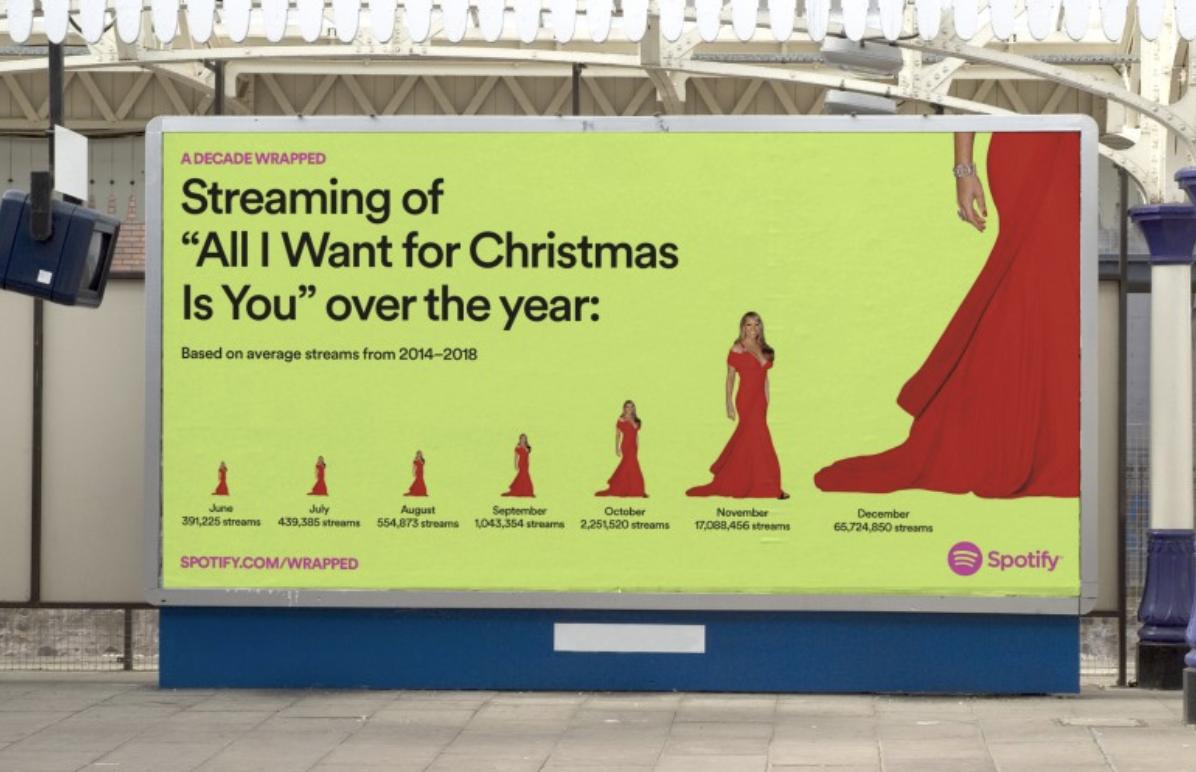 A DECADE WRAPPED
Streaming of
“All I Want for Christmas
Is You” over the year:
Based on average streams from 2014–2018
June
391,225 streams
July
439,385 streams
August
554,873 streams
September
1,043,354 streams
October
2,251,520 streams
November
17,088,456 streams
December
65,724,850 streams
SPOTIFY.COM/WRAPPED
Spotify